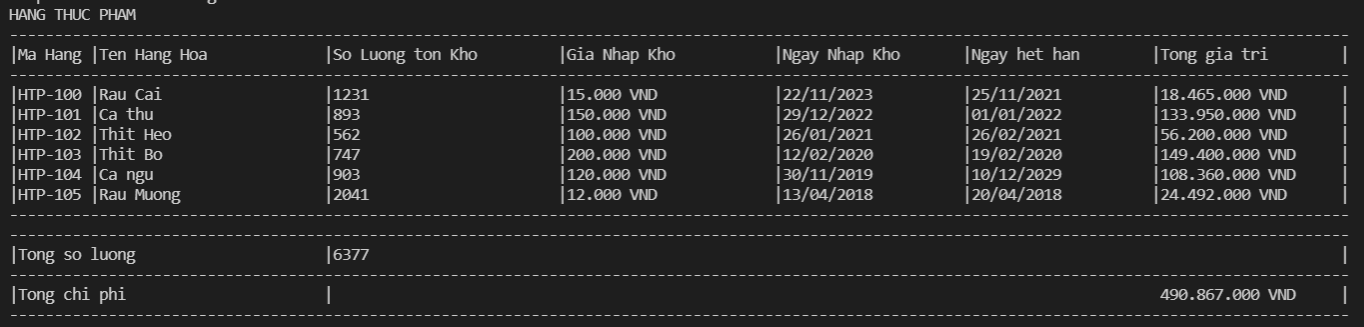 HANG THUC PHAM
|Ma Hang |Ten Hang Hoa |So Luong ton Kho |Gia Nhap Kho |Ngay Nhap Kho |Ngay het han |Tong gia tri |
|HTP-100 |Rau Cai |1231 |15.000 VND |22/11/2023 |25/11/2021 |18.465.000 VND |
|HTP-101 |Ca thu |893 |150.000 VND |29/12/2022 |01/01/2022 |133.950.000 VND |
|HTP-102 |Thit Heo |562 |100.000 VND |26/01/2021 |26/02/2021 |56.200.000 VND |
|HTP-103 |Thit Bo |747 |200.000 VND |12/02/2020 |19/02/2020 |149.400.000 VND |
|HTP-104 |Ca ngu |903 |120.000 VND |30/11/2019 |10/12/2029 |108.360.000 VND |
|HTP-105 |Rau Muong |2041 |12.000 VND |13/04/2018 |20/04/2018 |24.492.000 VND |
|Tong so luong |6377 |
|Tong chi phi | 490.867.000 VND |